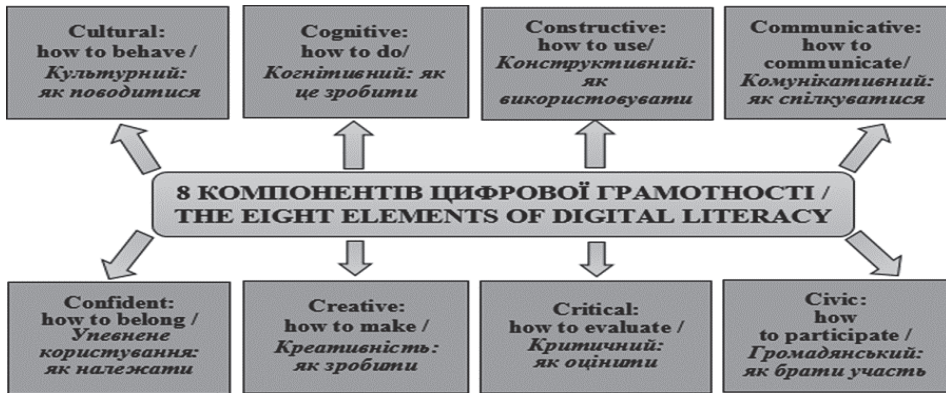 Cultural:
how to behave /
Культурний:
як поводитися
Cognitive:
how to do/
Когнітивний: як
це зробити
Constructive:
how to use/
Конструктивний:
як
використовувати
Communicative:
how to
communicate/
Комунікативний:
як спілкуватися
8 КОМПОНЕНТІВ ЦИФРОВОЇ ГРАМОТНОСТІ /
THE EIGHT ELEMENTS OF DIGITAL LITERACY
Confident:
how to belong /
Упевнене
користування:
як належати
Creative:
how to make /
Креативність:
як зробити
Critical:
how to evaluate /
Критичний:
як оцінити
Civic:
how
to participate /
Громадянський:
як брати участь